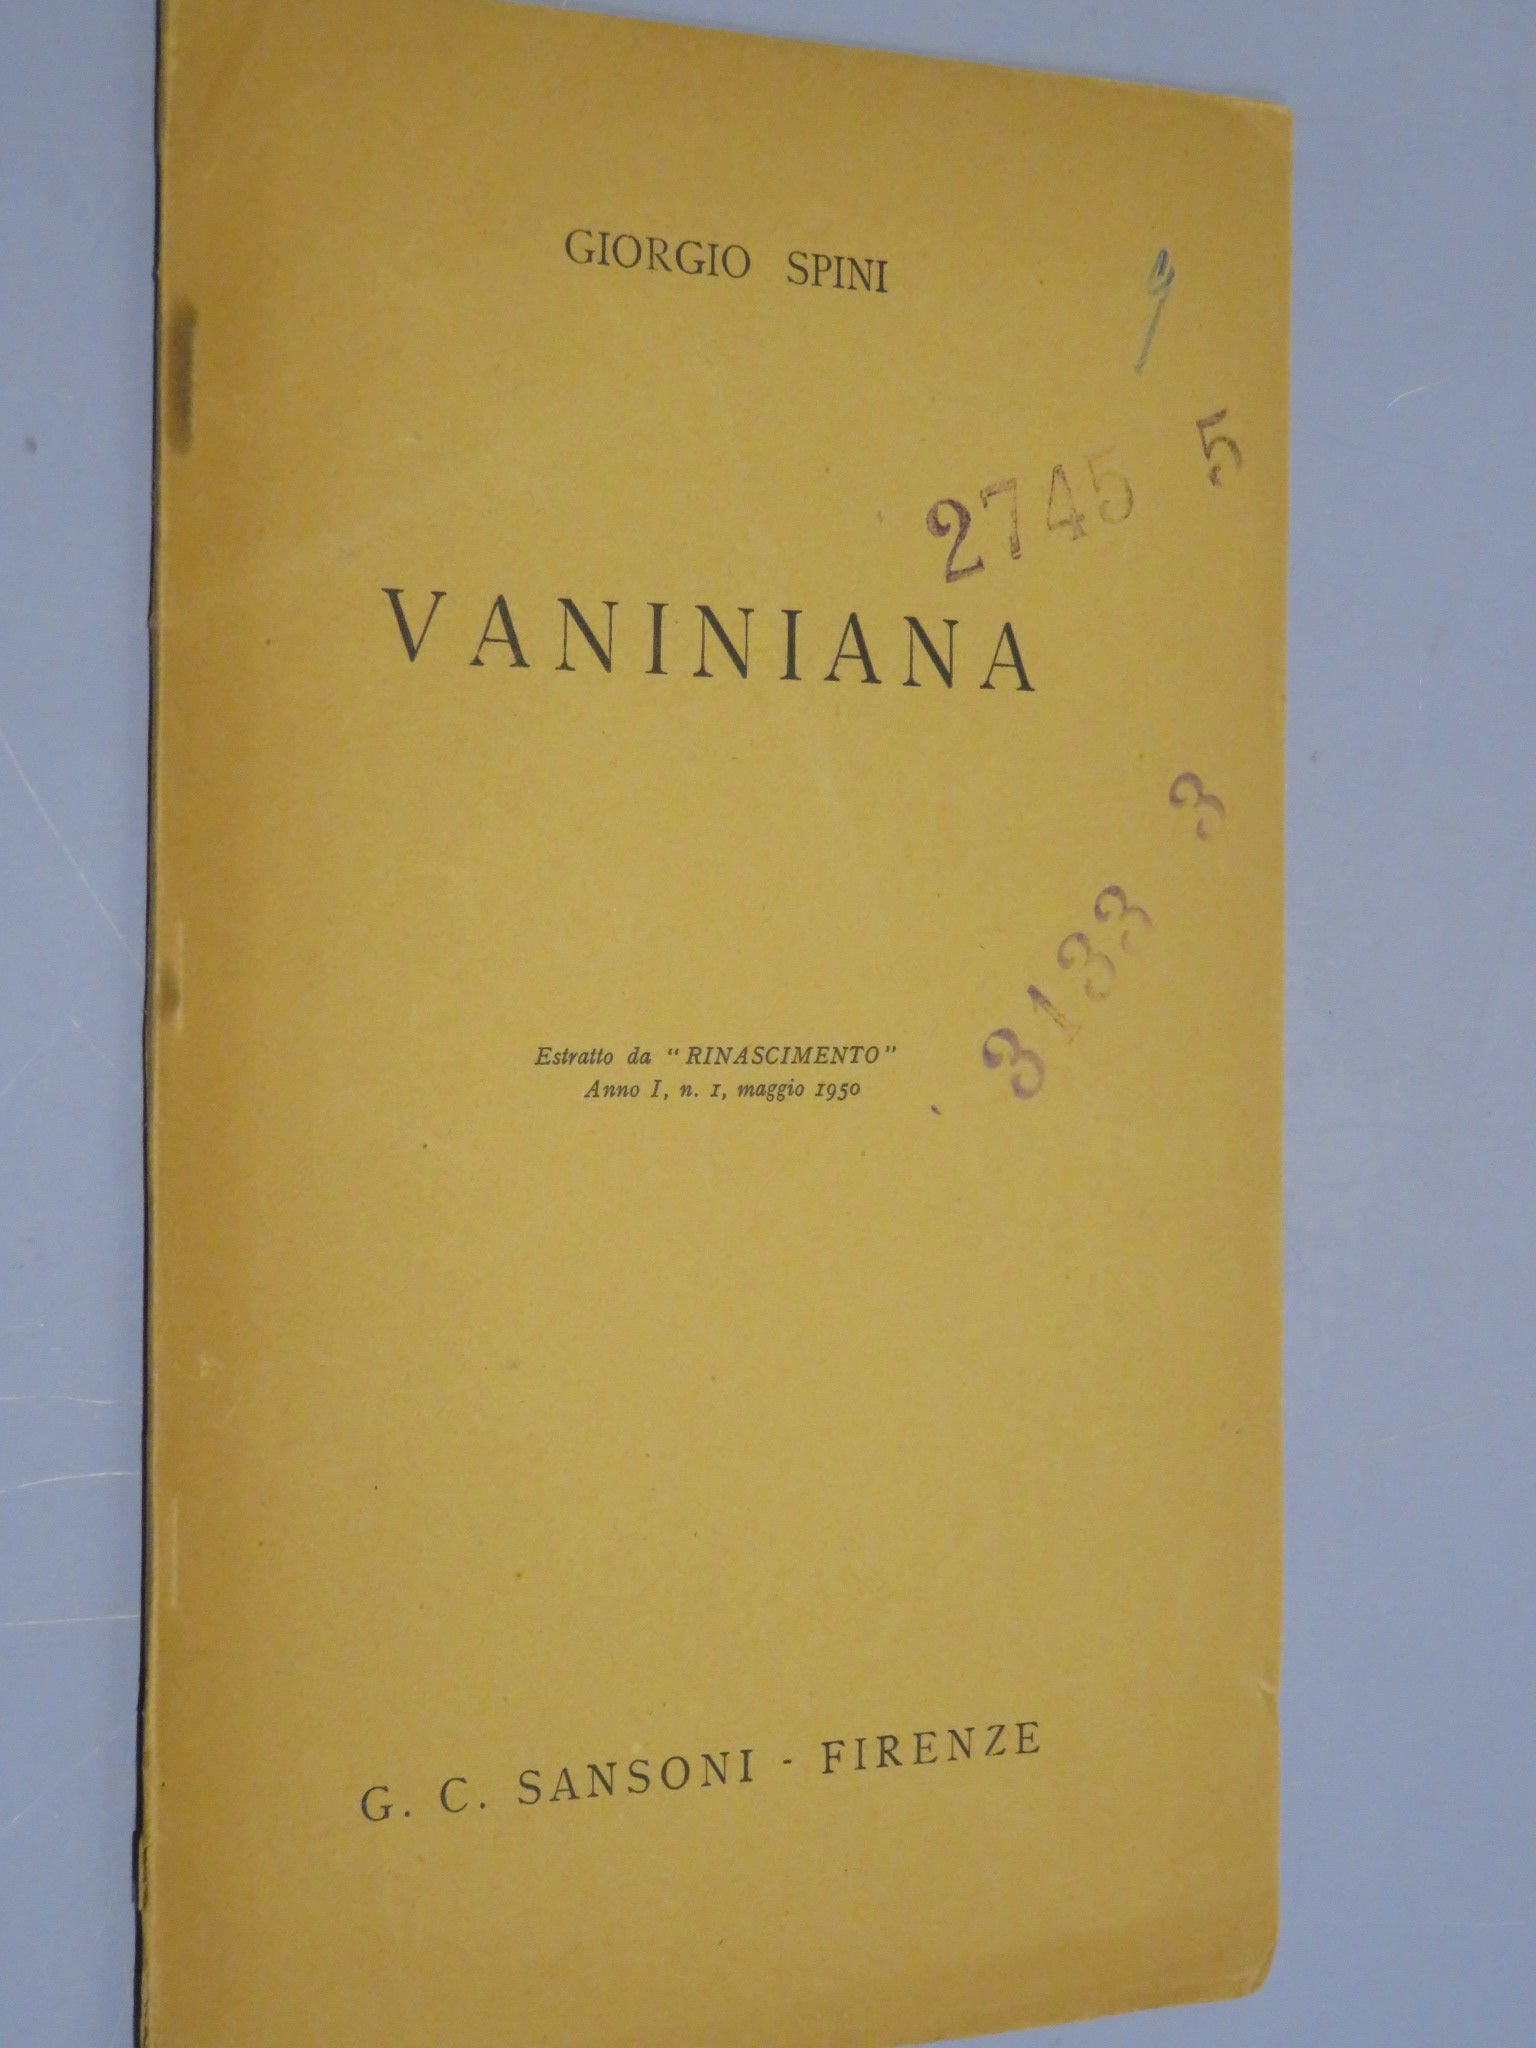 GIORGIO SPINI
2745 5
VANINIANA
3133 3
Estratto da "RINASCIMENTO"
Anno I, n. 1, maggio 1950
G. C. SANSONI - FIRENZE